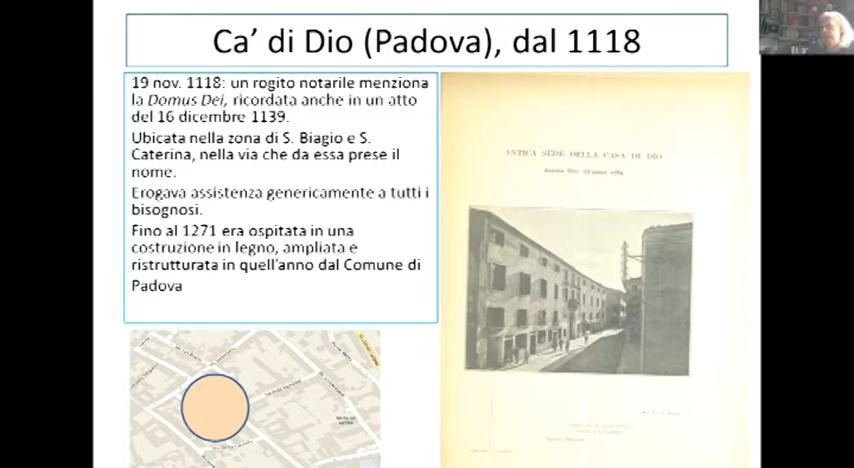 Ca' di Dio (Padova), dal 1118
19 nov. 1118: un rogito notarile menziona
la Domus Dei, ricordata anche in un atto
del 16 dicembre 1139.
Ubicata nella zona di S. Biagio e S.
Caterina, nella via che da essa prese il
nome.
Erogava assistenza genericamente a tutti i
bisognosi.
Fino al 1271 era ospitata in una
costruzione in legno, ampliata e
ristrutturata in quell'anno dal Comune di
Padova
ANTICA SEDE DELLA CASA DI DIO